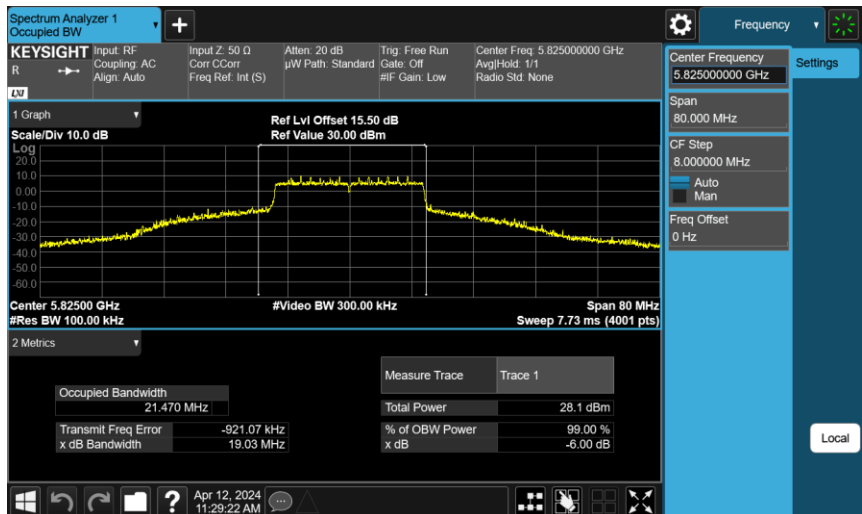 Spectrum Analyzer 1
Occupied BW
+
Frequency
KEYSIGHT
R
LXI
Input: RF
Coupling: AC
Align: Auto
Input Z: 50 Ω
Corr CCorr
Freq Ref: Int (S)
Atten: 20 dB
µW Path: Standard
Trig: Free Run
Gate: Off
#IF Gain: Low
Center Freq: 5.825000000 GHz
Avg|Hold: 1/1
Radio Std: None
Center Frequency
5.825000000 GHz
Settings
Span
80.000 MHz
CF Step
8.000000 MHz
Auto
Man
Freq Offset
0 Hz
Local
1 Graph
Scale/Div 10.0 dB
Ref Lvl Offset 15.50 dB
Ref Value 30.00 dBm
Log
20.0
10.0
0.00
-10.0
-20.0
-30.0
-40.0
-50.0
-60.0
Center 5.82500 GHz
#Res BW 100.00 kHz
#Video BW 300.00 kHz
Span 80 MHz
Sweep 7.73 ms (4001 pts)
2 Metrics
Measure Trace Trace 1
Occupied Bandwidth
21.470 MHz
Total Power 28.1 dBm
Transmit Freq Error -921.07 kHz
% of OBW Power 99.00 %
x dB Bandwidth 19.03 MHz
x dB -6.00 dB
?
Apr 12, 2024
11:29:22 AM